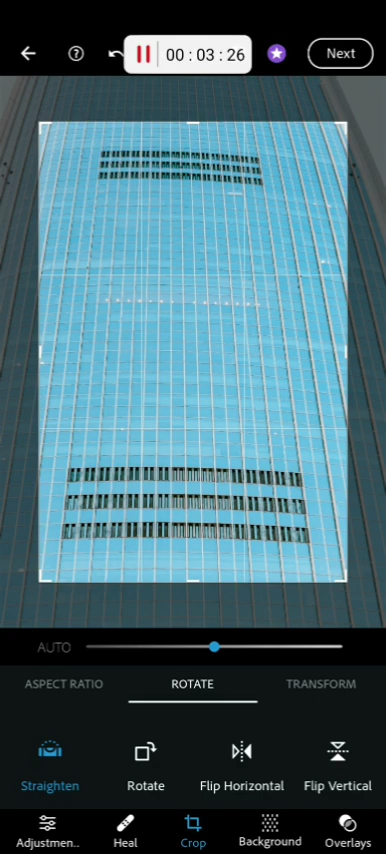 00 : 03 : 26
Next
AUTO
ASPECT RATIO ROTATE TRANSFORM
Straighten Rotate Flip Horizontal Flip Vertical
Adjustmen.. Heal Crop Background Overlays